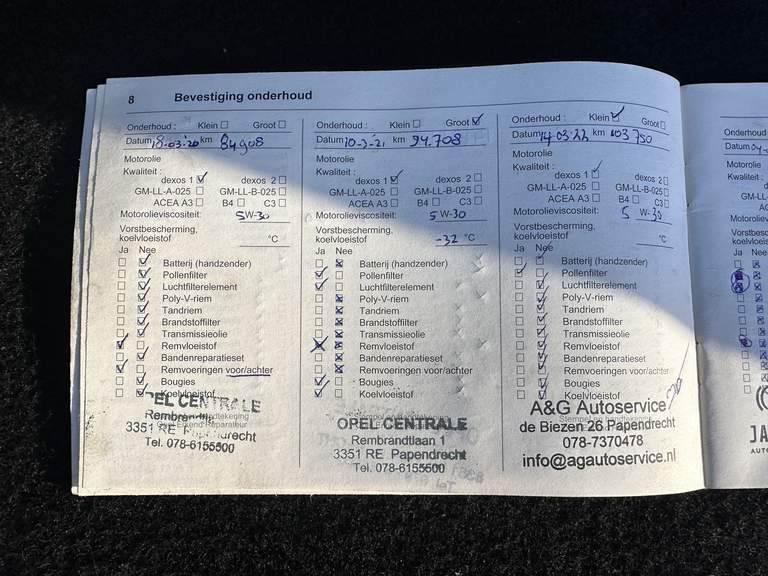 8 Bevestiging onderhoud
Onderhoud : Klein Groot
Datum 18-03-'20 km 84908
Motorolie
Kwaliteit :
dexos 1 dexos 2
GM-LL-A-025 GM-LL-B-025
ACEA A3 B4 C3
Motorolieviscositeit: 5W-30
Vorstbescherming,
koelvloeistof °C
Ja Nee
Batterij (handzender)
Pollenfilter
Luchtfilterelement
Poly-V-riem
Tandriem
Brandstoffilter
Transmissieolie
Remvloeistof
Bandenreparatieset
Remvoeringen voor/achter
Bougies
Koelvloeistof
OPEL CENTRALE
3351 RE Papendrecht
Tel. 078-6155500
Onderhoud : Klein Groot
Datum km 94.708
Motorolie
Kwaliteit :
dexos 1 dexos 2
GM-LL-A-025 GM-LL-B-025
ACEA A3 B4 C3
Motorolieviscositeit: 5W-30
Vorstbescherming,
koelvloeistof -32 °C
Ja Nee
Batterij (handzender)
Pollenfilter
Luchtfilterelement
Poly-V-riem
Tandriem
Brandstoffilter
Transmissieolie
Remvloeistof
Bandenreparatieset
Remvoeringen voor/achter
Bougies
Koelvloeistof
OPEL CENTRALE
Rembrandtlaan 1
3351 RE Papendrecht
Tel. 078-6155500
Onderhoud : Klein Groot
Datum 14-03-22 km 103750
Motorolie
Kwaliteit :
dexos 1 dexos 2
GM-LL-A-025 GM-LL-B-025
ACEA A3 B4 C3
Motorolieviscositeit: 5 W-30
Vorstbescherming,
koelvloeistof °C
Ja Nee
Batterij (handzender)
Pollenfilter
Luchtfilterelement
Poly-V-riem
Tandriem
Brandstoffilter
Transmissieolie
Remvloeistof
Bandenreparatieset
Remvoeringen voor/achter
Bougies
Koelvloeistof
A&G Autoservice
de Biezen 26 Papendrecht
078-7370478
info@agautoservice.nl
Onderhoud
Datum
Motorolie
Kwaliteit
Ja Nee